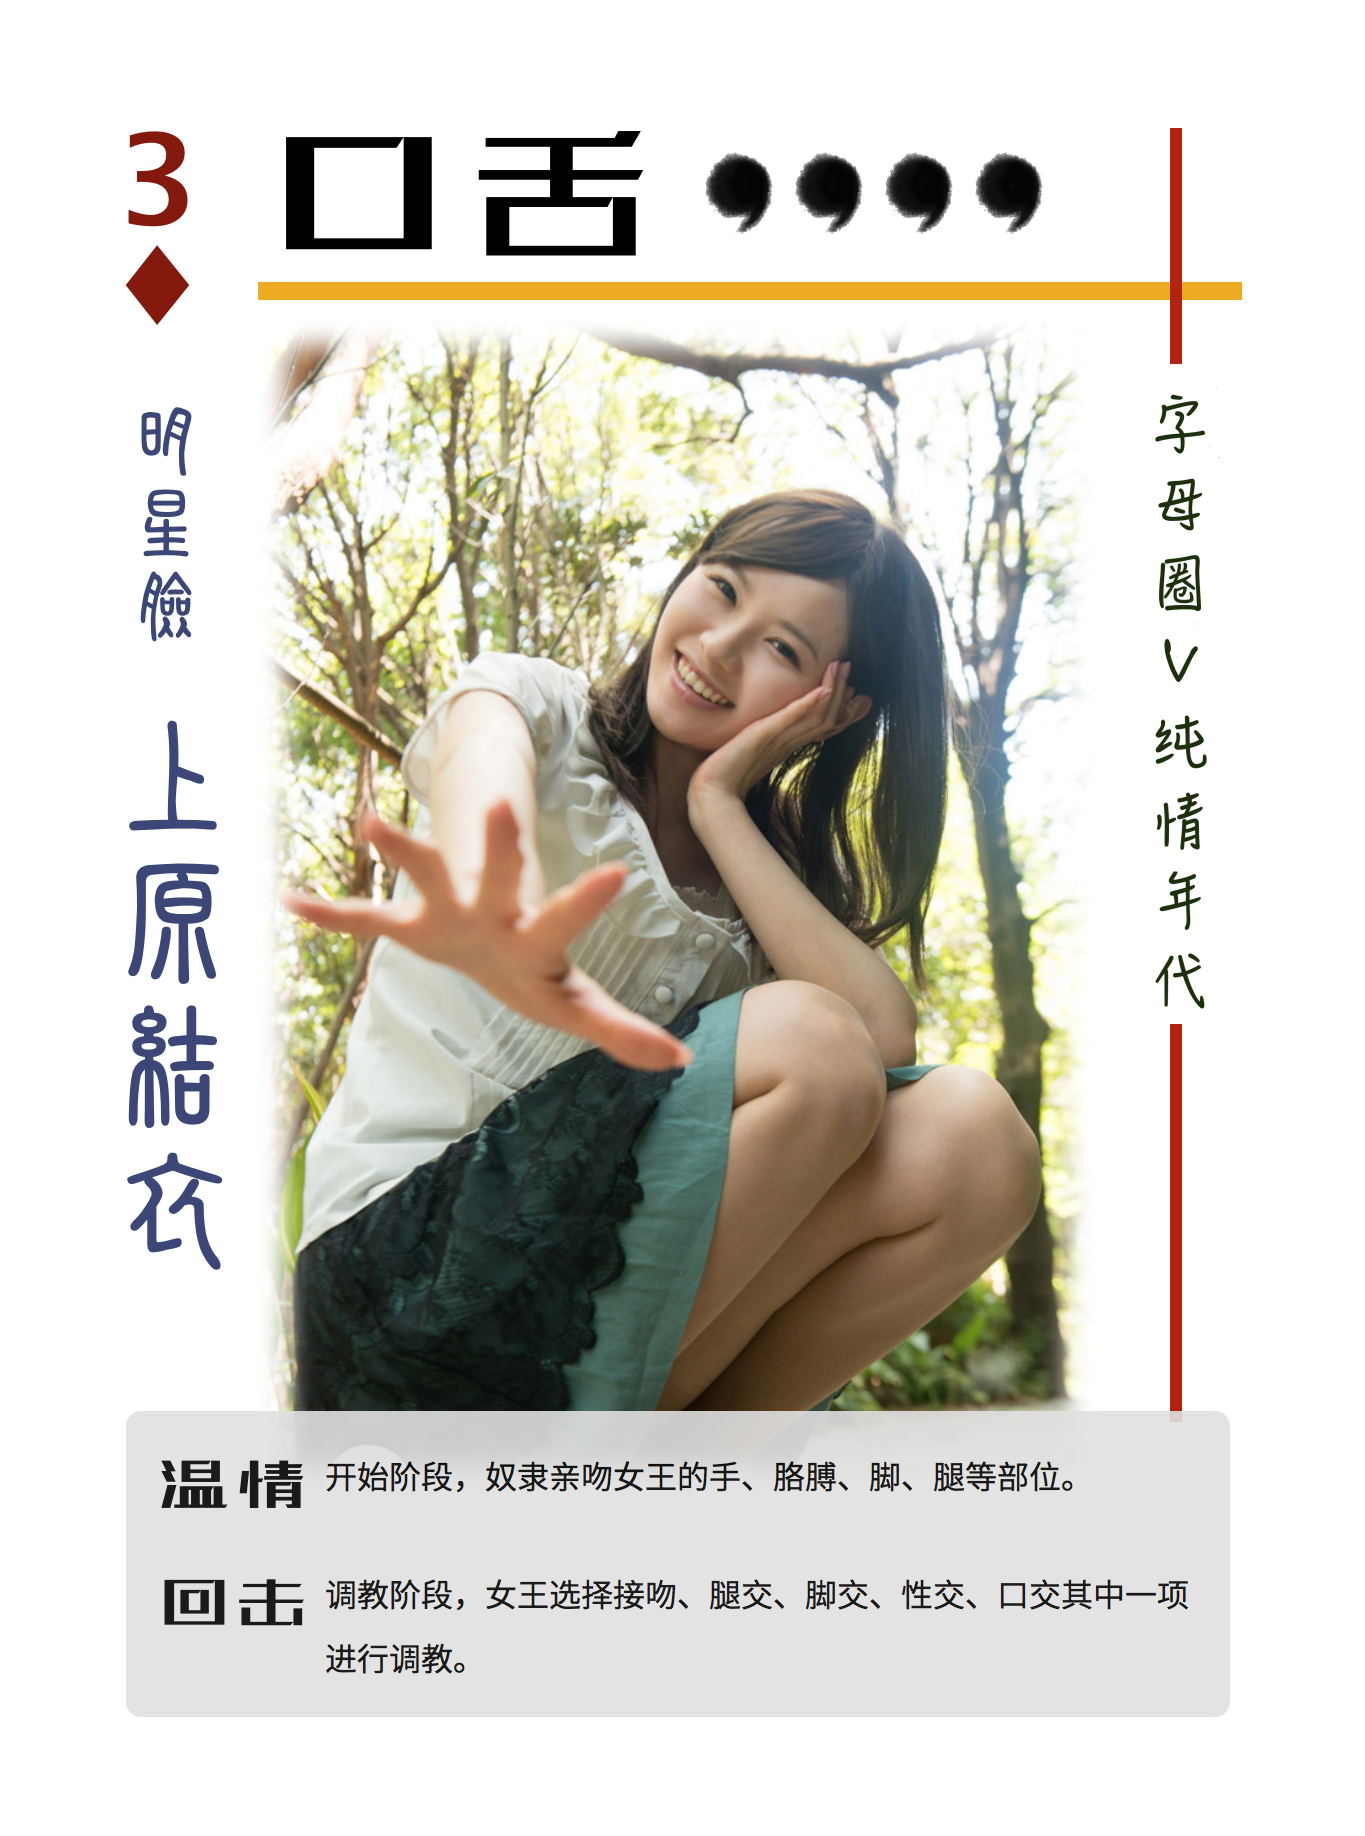 3
口舌
明星臉
上原結衣
字母圈V纯情年代
温情 开始阶段，奴隶亲吻女王的手、胳膊、脚、腿等部位。
回击 调教阶段，女王选择接吻、腿交、脚交、性交、口交其中一项
进行调教。